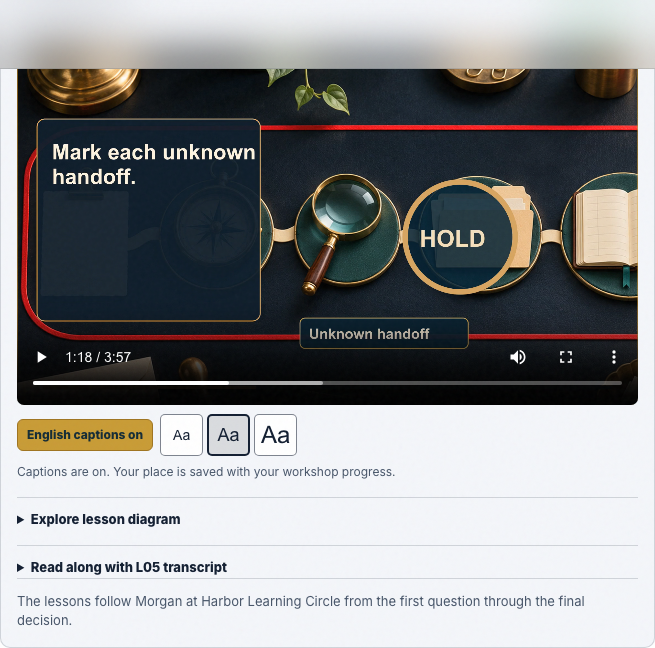 Mark each unknown
handoff.
HOLD
Unknown handoff
1:18 / 3:57
English captions on
Aa
Aa
Aa
Captions are on. Your place is saved with your workshop progress.
Explore lesson diagram
Read along with L05 transcript
The lessons follow Morgan at Harbor Learning Circle from the first question through the final
decision.